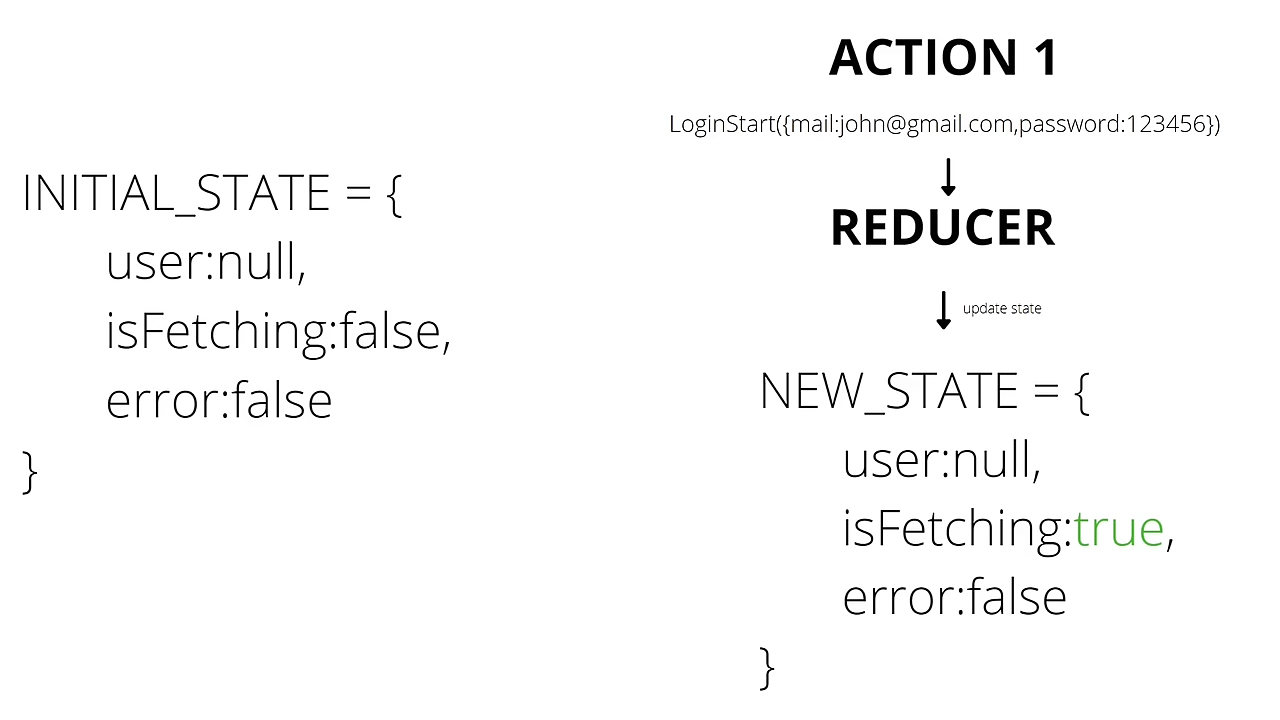 INITIAL_STATE = {
user:null,
isFetching:false,
error:false
}
ACTION 1
LoginStart({mail:john@gmail.com,password:123456})
REDUCER
update state
NEW_STATE = {
user:null,
isFetching:true,
error:false
}